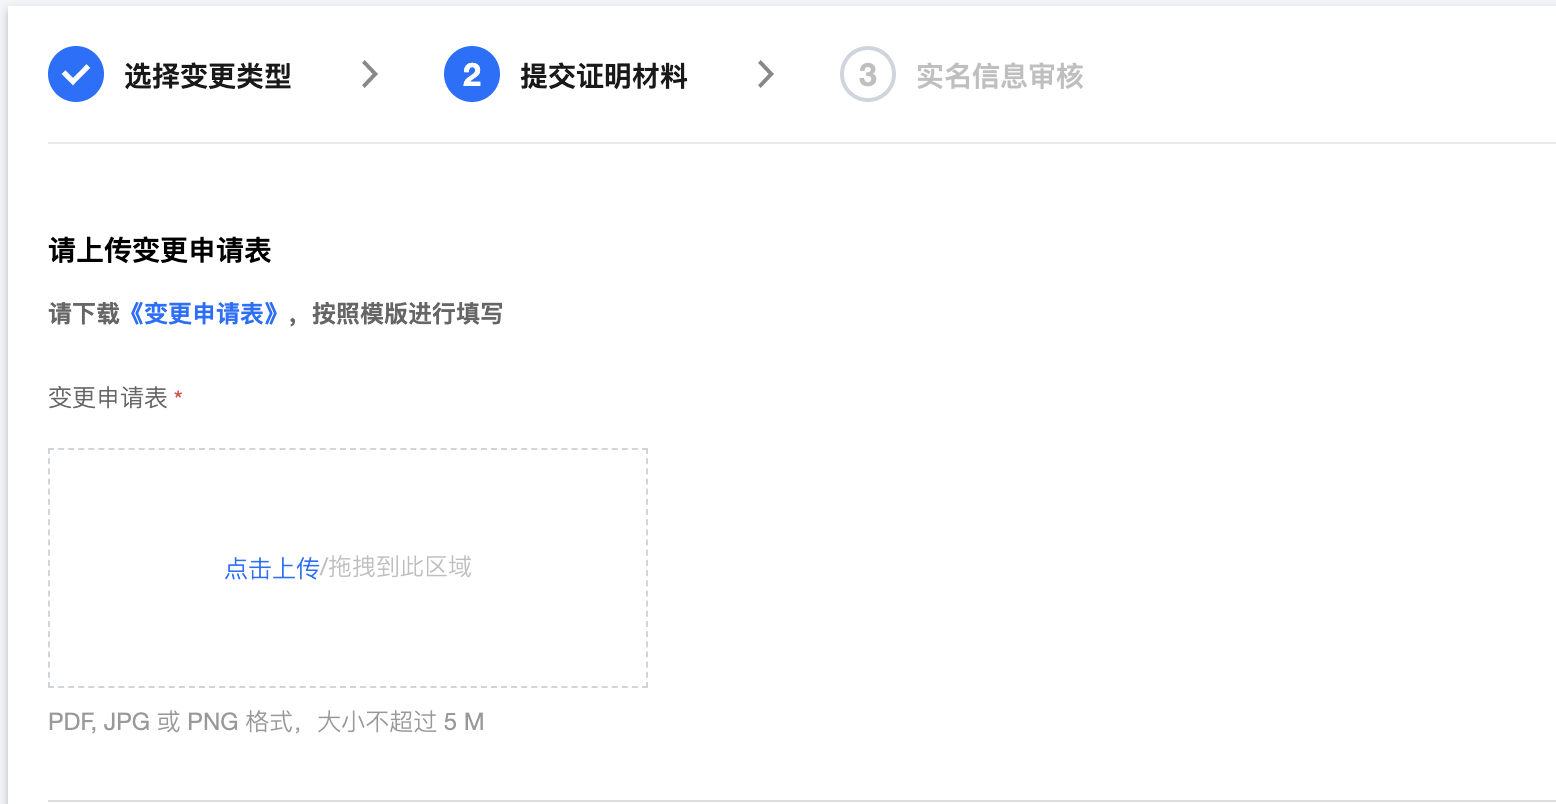 选择变更类型
2 提交证明材料
3 实名信息审核
请上传变更申请表
请下载《变更申请表》，按照模版进行填写
变更申请表 *
点击上传/拖拽到此区域
PDF, JPG 或 PNG 格式，大小不超过 5 M